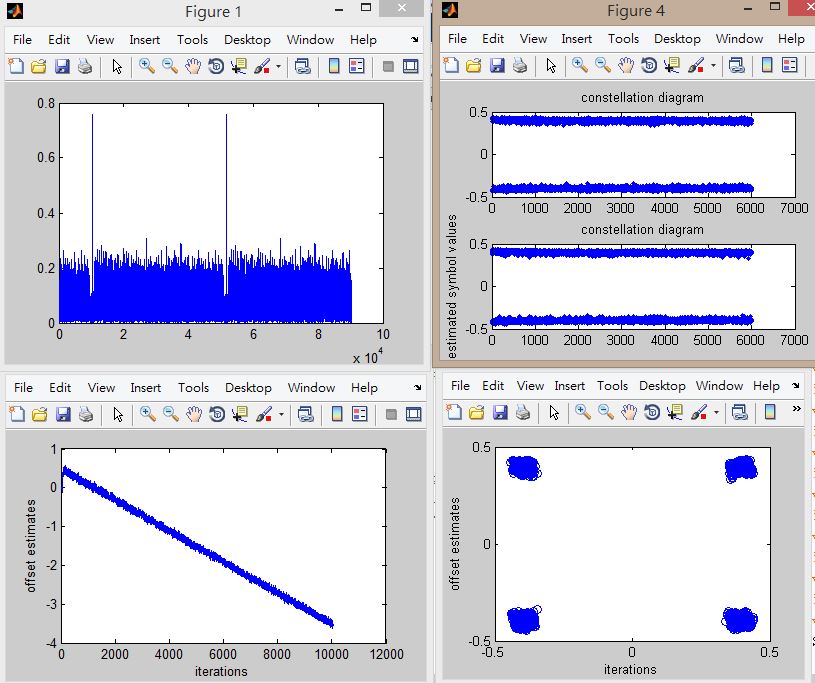 Figure 1
File Edit View Insert Tools Desktop Window Help
0.8
0.6
0.4
0.2
0
0 2 4 6 8 10
x 10^4
Figure 4
File Edit View Insert Tools Desktop Window Help
constellation diagram
0.5
0
-0.5
0 1000 2000 3000 4000 5000 6000 7000
constellation diagram
0.5
0
-0.5
0 1000 2000 3000 4000 5000 6000 7000
estimated symbol values
File Edit View Insert Tools Desktop Window Help
1
0
-1
-2
-3
-4
0 2000 4000 6000 8000 10000 12000
offset estimates
iterations
File Edit View Insert Tools Desktop Window Help
0.5
0
-0.5
-0.5 0 0.5
offset estimates
iterations